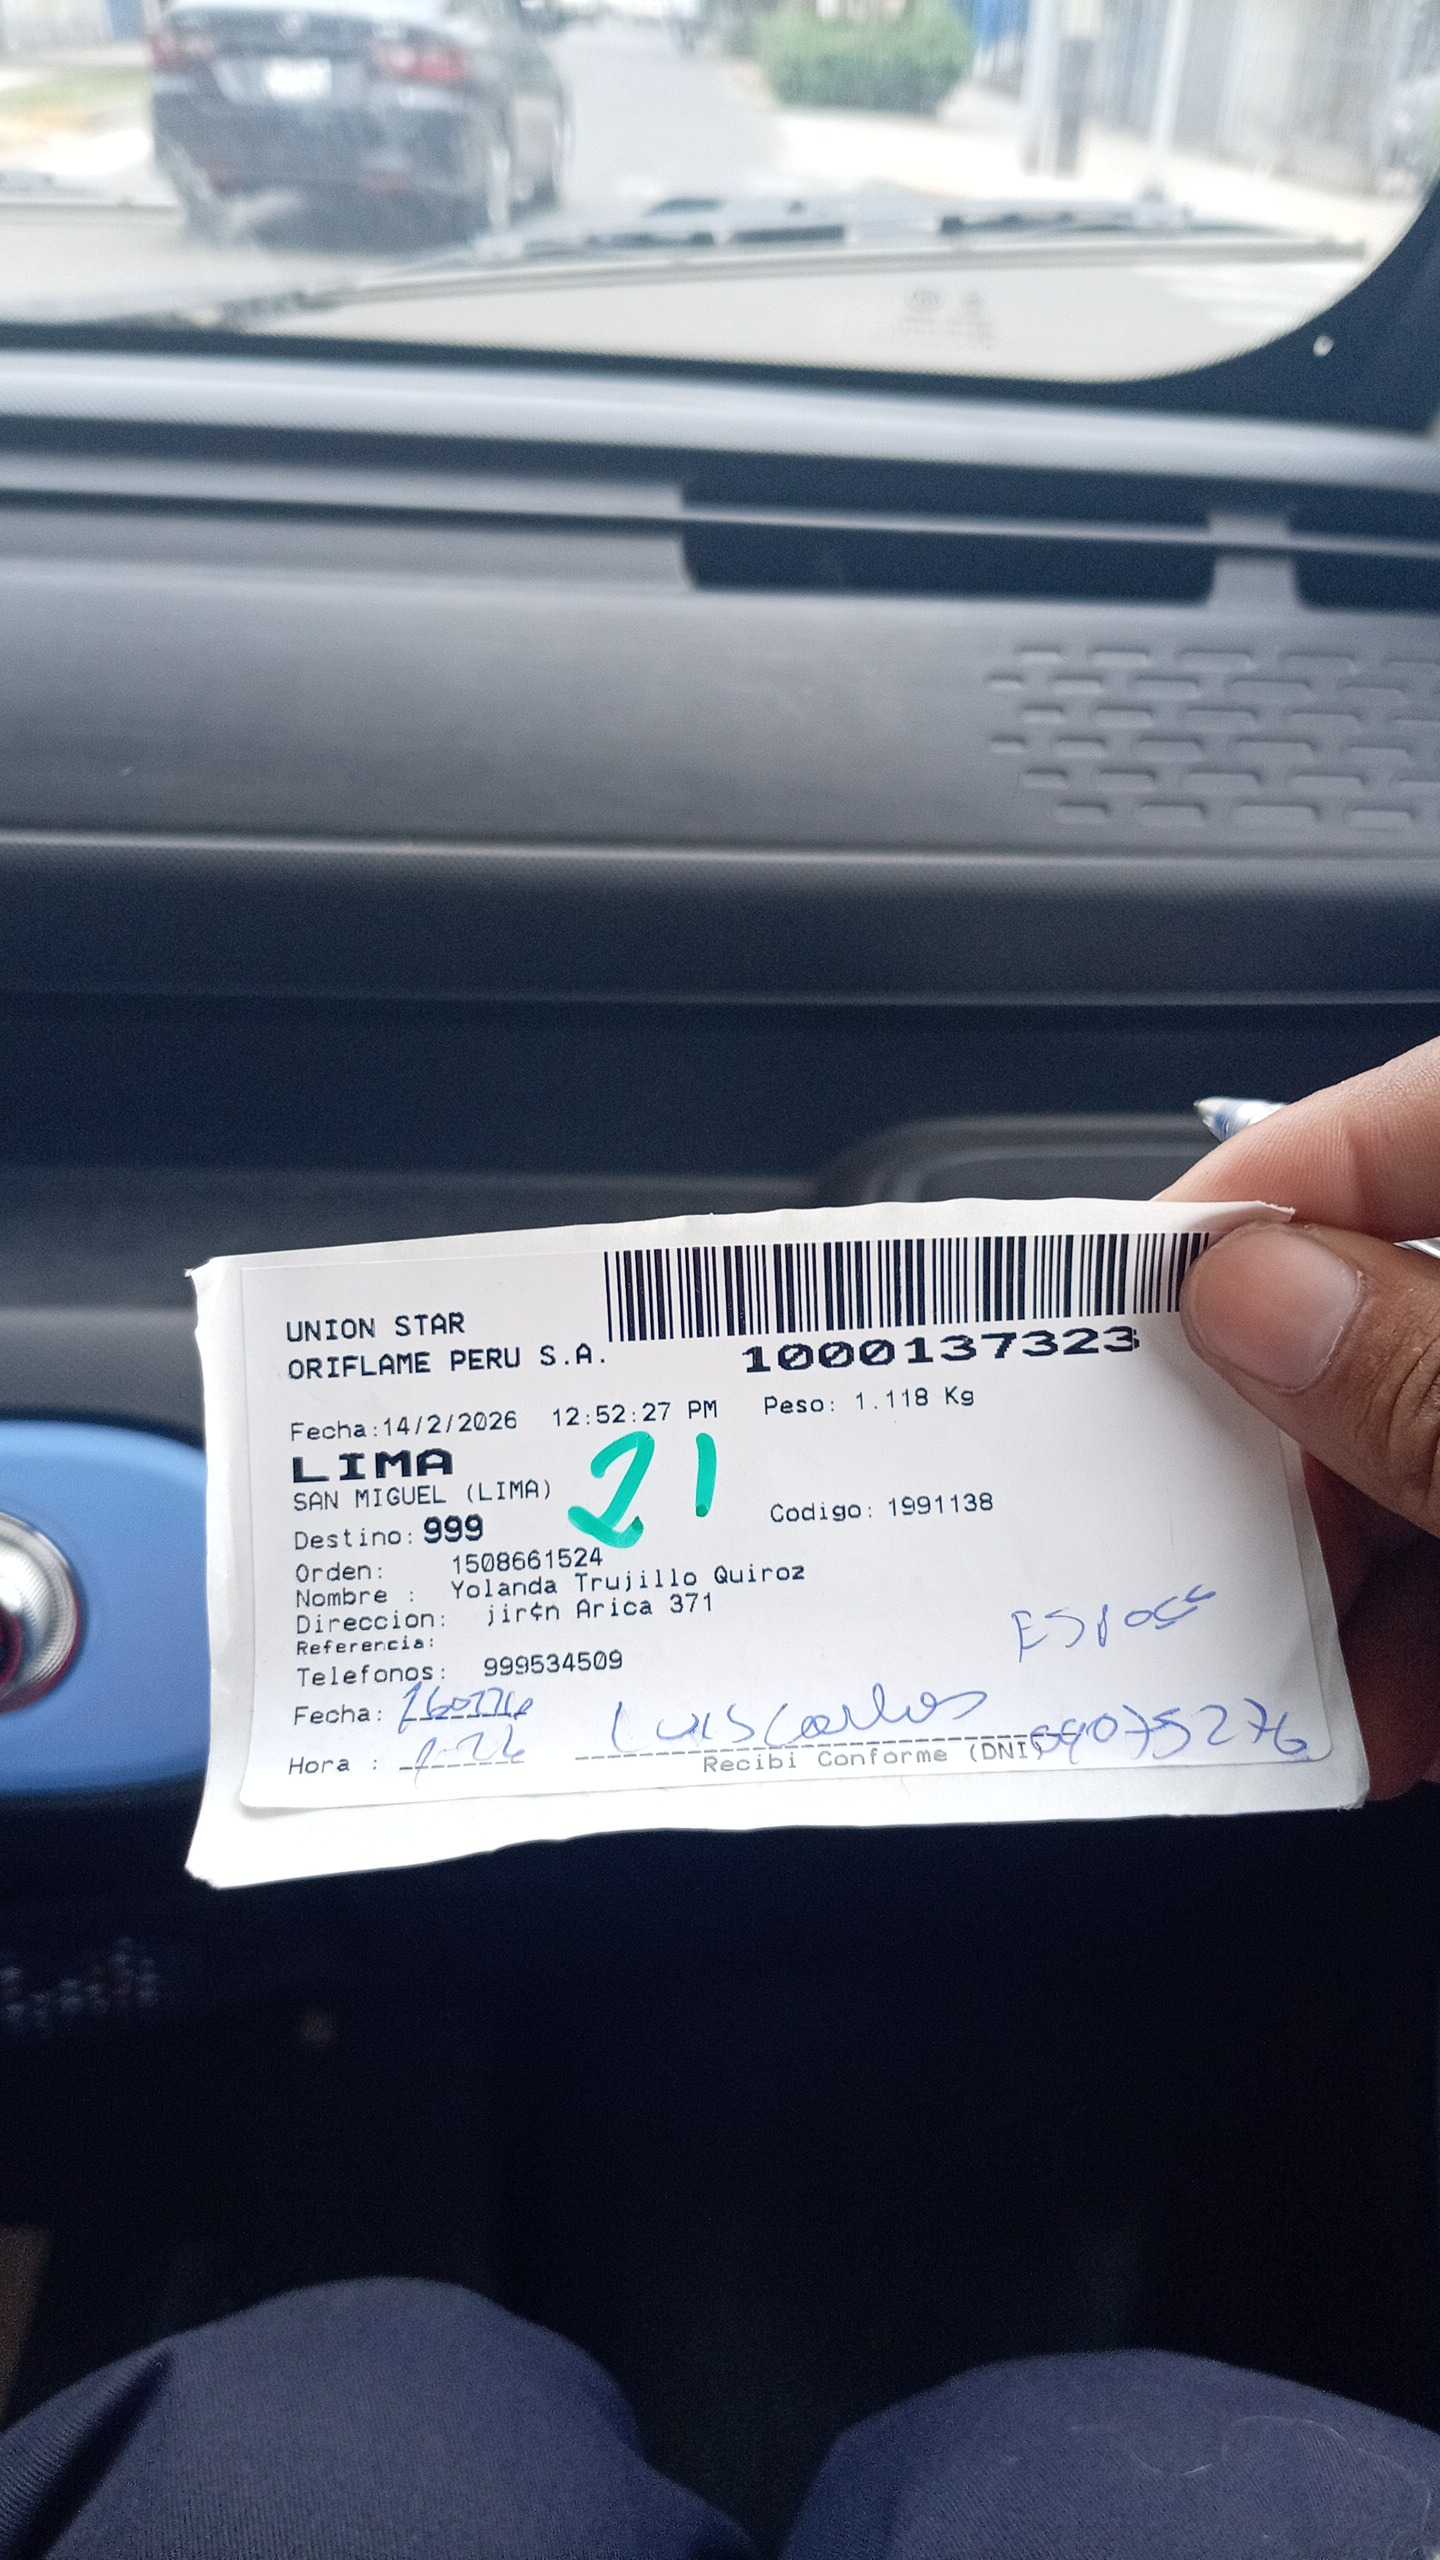 UNION STAR
ORIFLAME PERU S.A.
1000137323
Fecha:14/2/2026 12:52:27 PM Peso: 1.118 Kg
LIMA
21
SAN MIGUEL (LIMA)
Destino: 999 Codigo: 1991138
Orden: 1508661524
Nombre : Yolanda Trujillo Quiroz
Direccion: jir¢n Arica 371
Referencia:
Telefonos: 999534509
Fecha:
Luis Carlos
Hora :
Recibi Conforme (DNI)